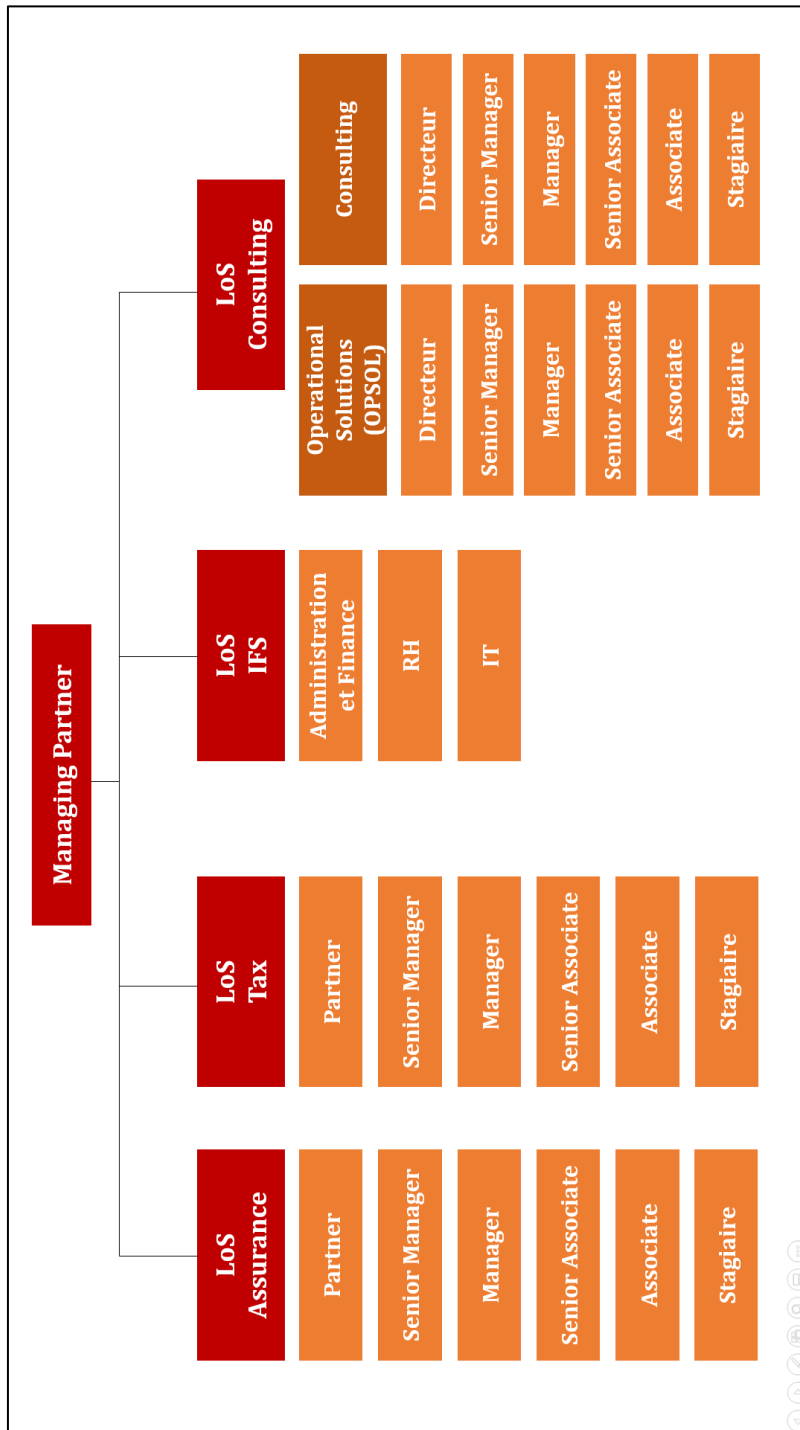 Managing Partner
LoS
Assurance
Partner
Senior Manager
Manager
Senior Associate
Associate
Stagiaire
LoS
Tax
Partner
Senior Manager
Manager
Senior Associate
Associate
Stagiaire
LoS
IFS
Administration
et Finance
RH
IT
LoS
Consulting
Operational
Solutions
(OPSOL)
Directeur
Senior Manager
Manager
Senior Associate
Associate
Stagiaire
Consulting
Directeur
Senior Manager
Manager
Senior Associate
Associate
Stagiaire